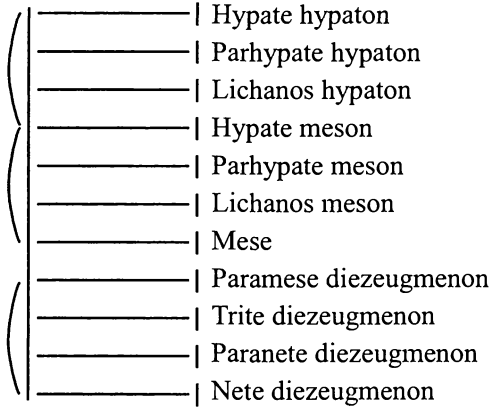 Hypate hypaton
Parhypate hypaton
Lichanos hypaton
Hypate meson
Parhypate meson
Lichanos meson
Mese
Paramese diezeugmenon
Trite diezeugmenon
Paranete diezeugmenon
Nete diezeugmenon